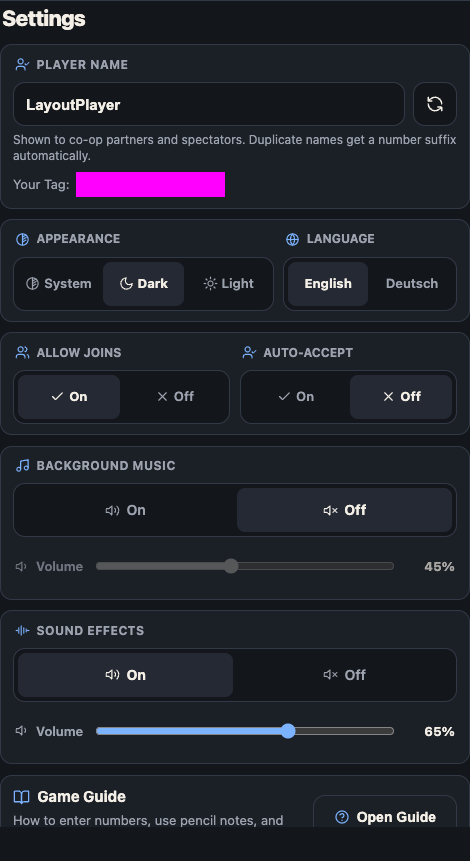 Settings
PLAYER NAME
LayoutPlayer
Shown to co-op partners and spectators. Duplicate names get a number suffix
automatically.
Your Tag:
APPEARANCE
System Dark Light
LANGUAGE
English Deutsch
ALLOW JOINS
On Off
AUTO-ACCEPT
On Off
BACKGROUND MUSIC
On Off
Volume 45%
SOUND EFFECTS
On Off
Volume 65%
Game Guide
How to enter numbers, use pencil notes, and
Open Guide